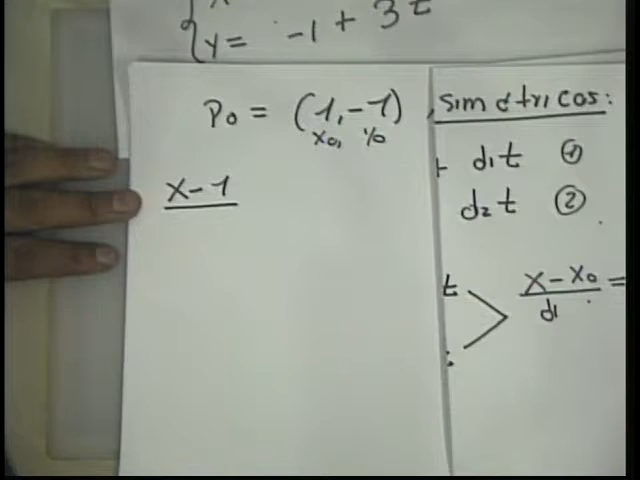 y = -1 + 3t
P₀ = (1, -1)
x₀, y₀
x - 1
simétricos:
+ d₁t ①
d₂t ②
t
x - x₀ =
d₁